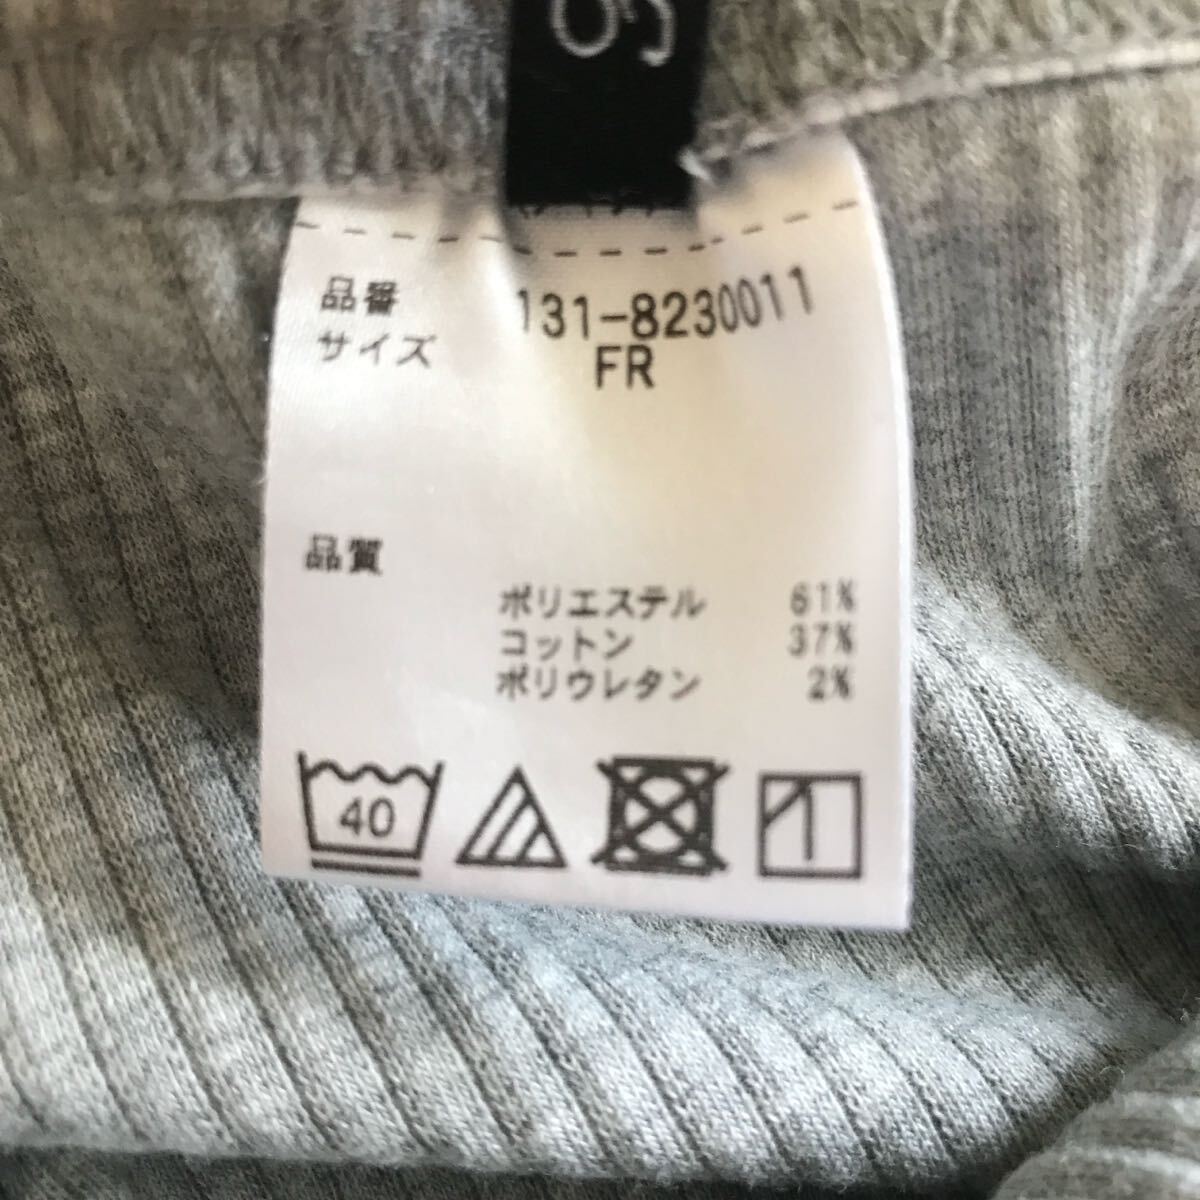 品番 131-8230011
サイズ FR
品質
ポリエステル 61%
コットン 37%
ポリウレタン 2%
40